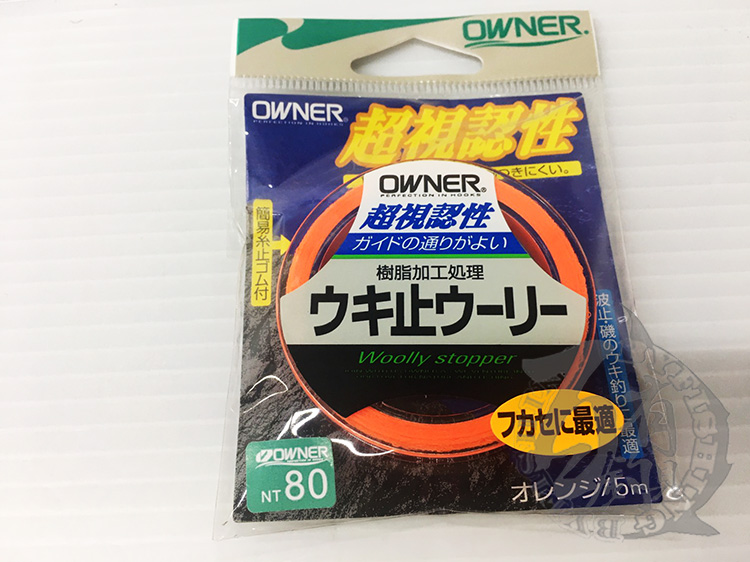 OWNER®
OWNER®
PERFECTION IN HOOKS
超視認性
つきにくい。
簡易糸止ゴム付
OWNER®
PERFECTION IN HOOKS
超視認性
ガイドの通りがよい
樹脂加工処理
ウキ止ウーリー
Woolly stopper
波止・磯のウキ釣りに最適
フカセに最適
OWNER
NT 80
オレンジ/5m